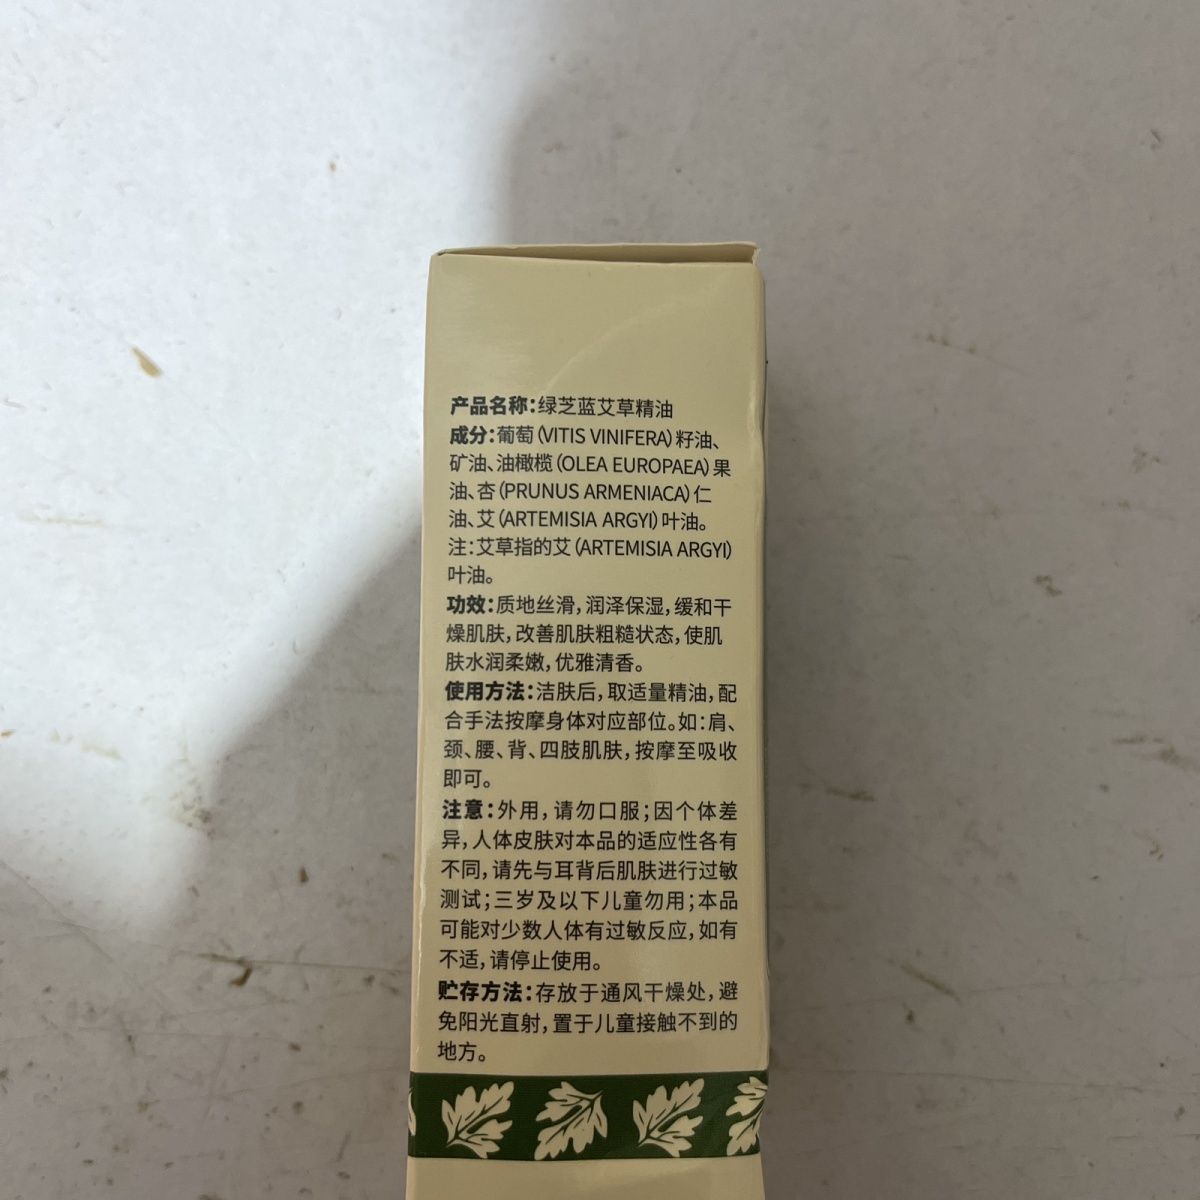 产品名称：绿芝蓝艾草精油
成分：葡萄（VITIS VINIFERA）籽油、
矿油、油橄榄（OLEA EUROPAEA）果
油、杏（PRUNUS ARMENIACA）仁
油、艾（ARTEMISIA ARGYI）叶油。
注：艾草指的艾（ARTEMISIA ARGYI）
叶油。
功效：质地丝滑，润泽保湿，缓和干
燥肌肤，改善肌肤粗糙状态，使肌
肤水润柔嫩，优雅清香。
使用方法：洁肤后，取适量精油，配
合手法按摩身体对应部位。如：肩、
颈、腰、背、四肢肌肤，按摩至吸收
即可。
注意：外用，请勿口服；因个体差
异，人体皮肤对本品的适应性各有
不同，请先与耳背后肌肤进行过敏
测试；三岁及以下儿童勿用；本品
可能对少数人体有过敏反应，如有
不适，请停止使用。
贮存方法：存放于通风干燥处，避
免阳光直射，置于儿童接触不到的
地方。